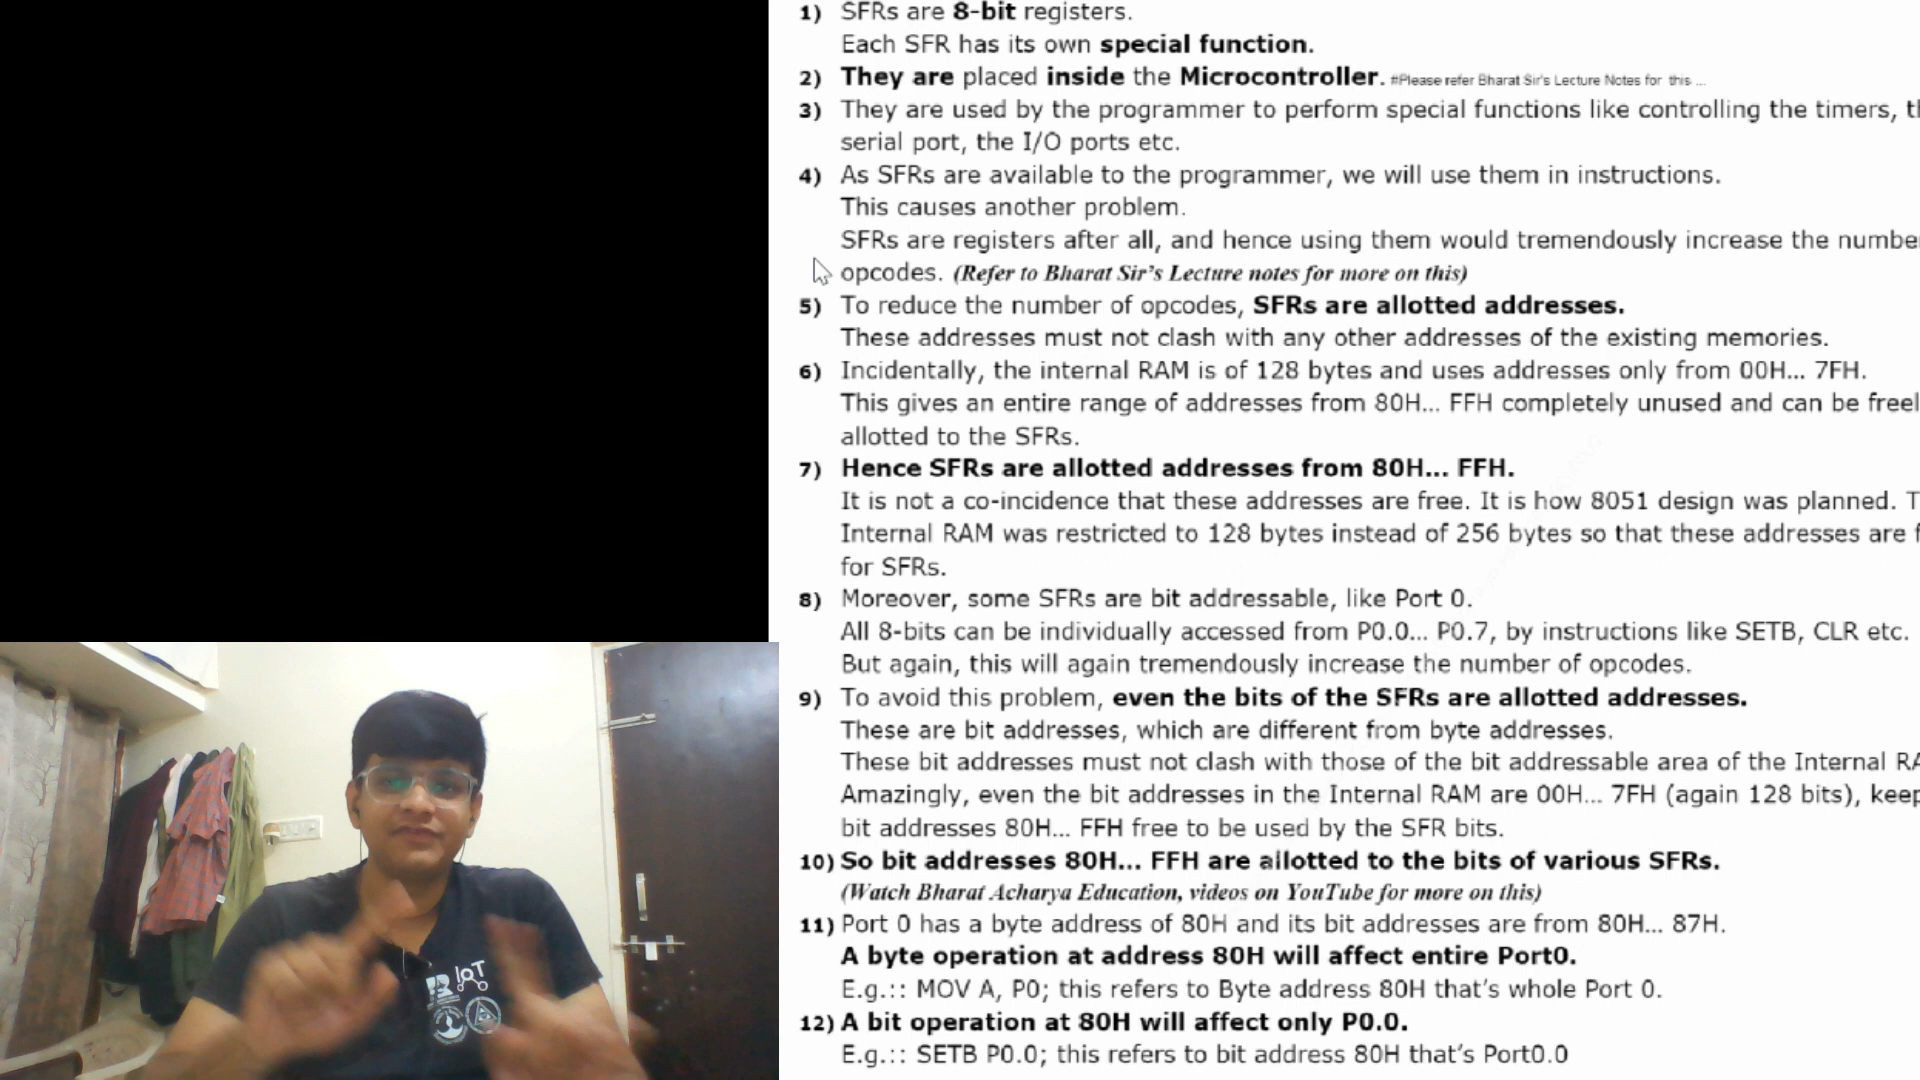 1) SFRs are 8-bit registers.
Each SFR has its own special function.
2) They are placed inside the Microcontroller. #Please refer Bharat Sir's Lecture Notes for this ...
3) They are used by the programmer to perform special functions like controlling the timers,
serial port, the I/O ports etc.
4) As SFRs are available to the programmer, we will use them in instructions.
This causes another problem.
SFRs are registers after all, and hence using them would tremendously increase the
opcodes. (Refer to Bharat Sir's Lecture notes for more on this)
5) To reduce the number of opcodes, SFRs are allotted addresses.
These addresses must not clash with any other addresses of the existing memories.
6) Incidentally, the internal RAM is of 128 bytes and uses addresses only from 00H... 7FH.
This gives an entire range of addresses from 80H... FFH completely unused and can be
allotted to the SFRs.
7) Hence SFRs are allotted addresses from 80H... FFH.
It is not a co-incidence that these addresses are free. It is how 8051 design was planned.
Internal RAM was restricted to 128 bytes instead of 256 bytes so that these addresses are
for SFRs.
8) Moreover, some SFRs are bit addressable, like Port 0.
All 8-bits can be individually accessed from P0.0... P0.7, by instructions like SETB, CLR etc.
But again, this will again tremendously increase the number of opcodes.
9) To avoid this problem, even the bits of the SFRs are allotted addresses.
These are bit addresses, which are different from byte addresses.
These bit addresses must not clash with those of the bit addressable area of the Internal
Amazingly, even the bit addresses in the Internal RAM are 00H... 7FH (again 128 bits),
bit addresses 80H... FFH free to be used by the SFR bits.
10) So bit addresses 80H... FFH are allotted to the bits of various SFRs.
(Watch Bharat Acharya Education, videos on YouTube for more on this)
11) Port 0 has a byte address of 80H and its bit addresses are from 80H... 87H.
A byte operation at address 80H will affect entire Port0.
E.g.:: MOV A, P0; this refers to Byte address 80H that's whole Port 0.
12) A bit operation at 80H will affect only P0.0.
E.g.:: SETB P0.0; this refers to bit address 80H that's Port0.0
IoT